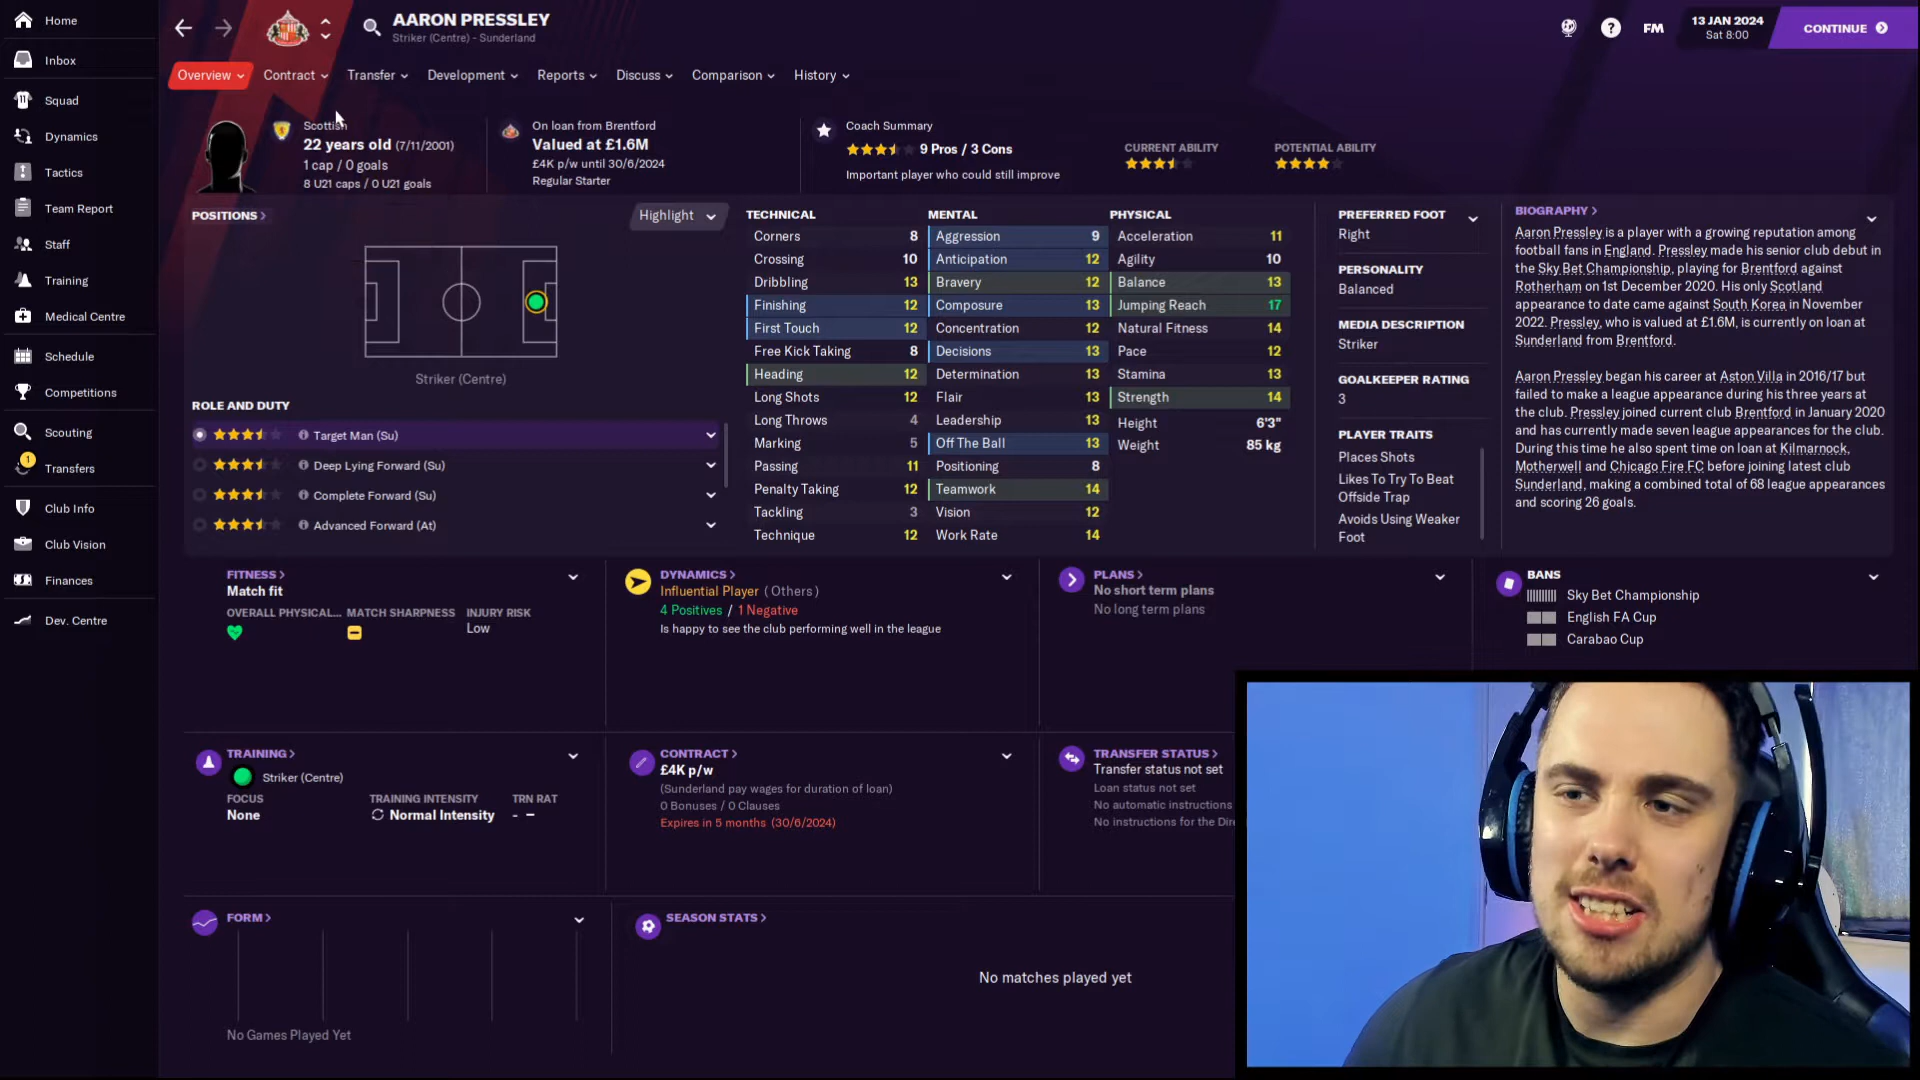 Home
Inbox
Squad
Dynamics
Tactics
Team Report
Staff
Training
Medical Centre
Schedule
Competitions
Scouting
1
Transfers
Club Info
Club Vision
Finances
Dev. Centre
AARON PRESSLEY
Striker (Centre) - Sunderland
FM
13 JAN 2024
Sat 8:00
CONTINUE
Overview
Contract
Transfer
Development
Reports
Discuss
Comparison
History
Scottish
22 years old (7/11/2001)
1 cap / 0 goals
8 U21 caps / 0 U21 goals
On loan from Brentford
Valued at £1.6M
£4K p/w until 30/6/2024
Regular Starter
Coach Summary
9 Pros / 3 Cons
Important player who could still improve
CURRENT ABILITY
POTENTIAL ABILITY
POSITIONS >
Highlight
Striker (Centre)
ROLE AND DUTY
Target Man (Su)
Deep Lying Forward (Su)
Complete Forward (Su)
Advanced Forward (At)
TECHNICAL
Corners 8
Crossing 10
Dribbling 13
Finishing 12
First Touch 12
Free Kick Taking 8
Heading 12
Long Shots 12
Long Throws 4
Marking 5
Passing 11
Penalty Taking 12
Tackling 3
Technique 12
MENTAL
Aggression 9
Anticipation 12
Bravery 12
Composure 13
Concentration 12
Decisions 13
Determination 13
Flair 13
Leadership 13
Off The Ball 13
Positioning 8
Teamwork 14
Vision 12
Work Rate 14
PHYSICAL
Acceleration 11
Agility 10
Balance 13
Jumping Reach 17
Natural Fitness 14
Pace 12
Stamina 13
Strength 14
Height 6'3"
Weight 85 kg
PREFERRED FOOT
Right
PERSONALITY
Balanced
MEDIA DESCRIPTION
Striker
GOALKEEPER RATING
3
PLAYER TRAITS
Places Shots
Likes To Try To Beat
Offside Trap
Avoids Using Weaker
Foot
BIOGRAPHY >
Aaron Pressley is a player with a growing reputation among
football fans in England. Pressley made his senior club debut in
the Sky Bet Championship, playing for Brentford against
Rotherham on 1st December 2020. His only Scotland
appearance to date came against South Korea in November
2022. Pressley, who is valued at £1.6M, is currently on loan at
Sunderland from Brentford.
Aaron Pressley began his career at Aston Villa in 2016/17 but
failed to make a league appearance during his three years at
the club. Pressley joined current club Brentford in January 2020
and has currently made seven league appearances for the club.
During this time he also spent time on loan at Kilmarnock,
Motherwell and Chicago Fire FC before joining latest club
Sunderland, making a combined total of 68 league appearances
and scoring 26 goals.
FITNESS >
Match fit
OVERALL PHYSICAL... MATCH SHARPNESS INJURY RISK
Low
DYNAMICS >
Influential Player (Others)
4 Positives / 1 Negative
Is happy to see the club performing well in the league
PLANS >
No short term plans
No long term plans
BANS
Sky Bet Championship
English FA Cup
Carabao Cup
TRAINING >
Striker (Centre)
FOCUS TRAINING INTENSITY TRN RAT
None Normal Intensity - -
CONTRACT >
£4K p/w
(Sunderland pay wages for duration of loan)
0 Bonuses / 0 Clauses
Expires in 5 months (30/6/2024)
TRANSFER STATUS >
Transfer status not set
Loan status not set
No automatic instructions
No instructions for the Dire
FORM >
No Games Played Yet
SEASON STATS >
No matches played yet